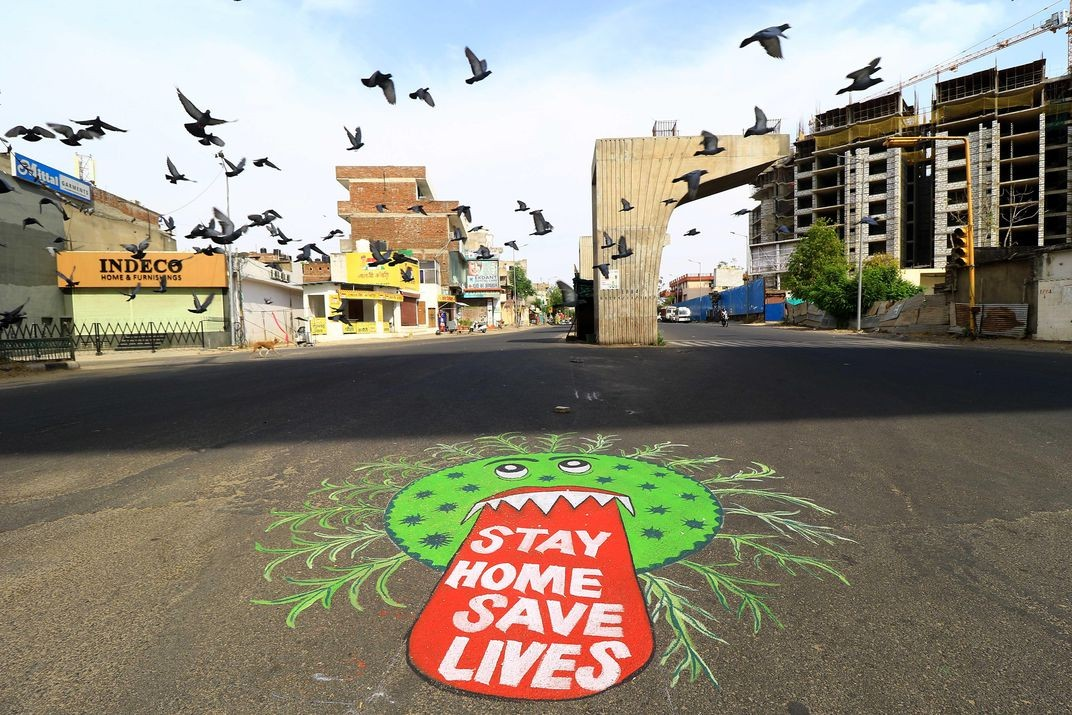 Mittal GARMENTS
INDECO
HOME & FURNISHINGS
STAY
HOME
SAVE
LIVES